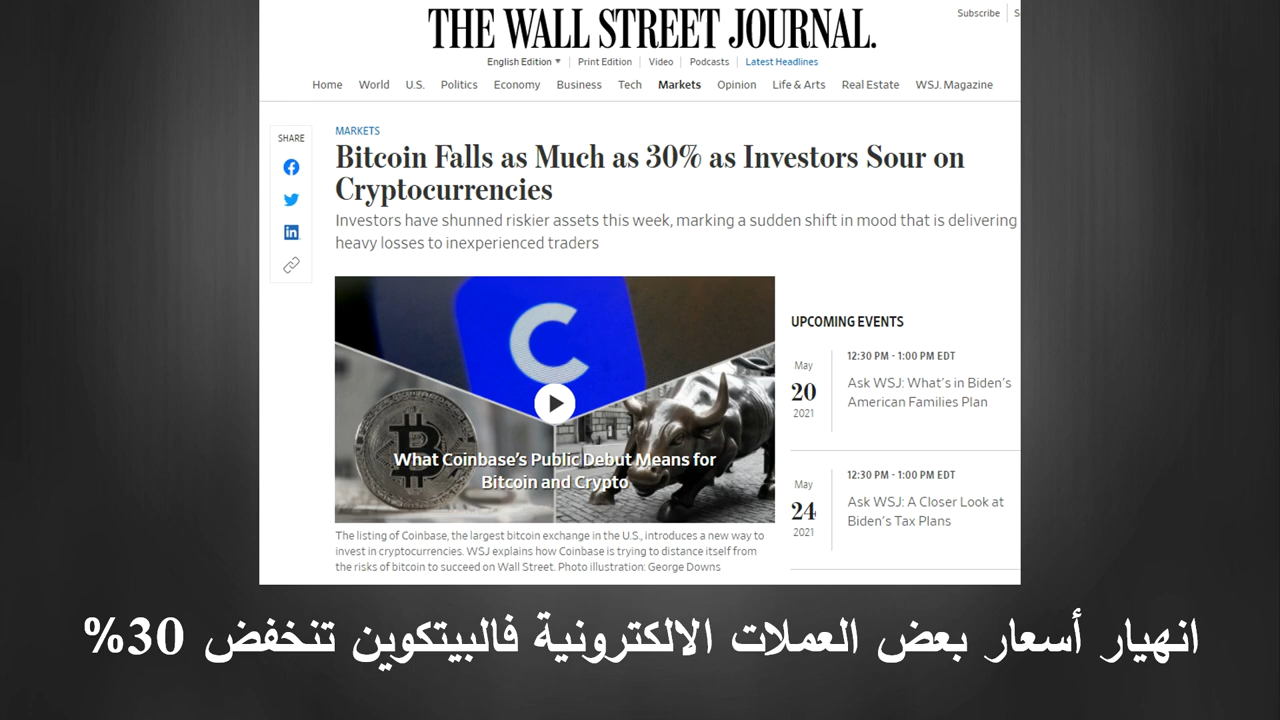 THE WALL STREET JOURNAL.
Subscribe
S
English Edition Print Edition Video Podcasts Latest Headlines
Home World U.S. Politics Economy Business Tech Markets Opinion Life & Arts Real Estate WSJ. Magazine
SHARE
MARKETS
Bitcoin Falls as Much as 30% as Investors Sour on
Cryptocurrencies
Investors have shunned riskier assets this week, marking a sudden shift in mood that is delivering
heavy losses to inexperienced traders
What Coinbase's Public Debut Means for
Bitcoin and Crypto
The listing of Coinbase, the largest bitcoin exchange in the U.S., introduces a new way to
invest in cryptocurrencies. WSJ explains how Coinbase is trying to distance itself from
the risks of bitcoin to succeed on Wall Street. Photo illustration: George Downs
UPCOMING EVENTS
May
20
2021
12:30 PM - 1:00 PM EDT
Ask WSJ: What's in Biden's
American Families Plan
May
24
2021
12:30 PM - 1:00 PM EDT
Ask WSJ: A Closer Look at
Biden's Tax Plans
انهيار أسعار بعض العملات الالكترونية فالبيتكوين تنخفض 30%